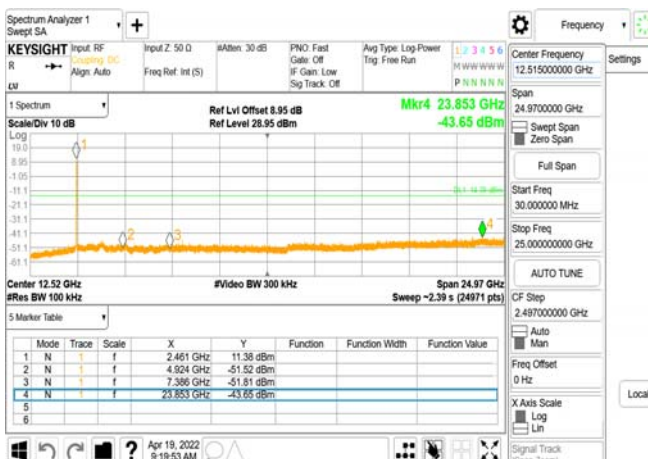 Spectrum Analyzer 1
Swept SA
Frequency
KEYSIGHT Input: RF Input Z: 50 Ω #Atten: 30 dB PNO: Fast Avg Type: Log-Power 1 2 3 4 5 6
R Coupling: DC Gate: Off Trig: Free Run M W W W W W
Align: Auto Freq Ref: Int (S) IF Gain: Low
Sig Track: Off P N N N N N
Center Frequency
12.515000000 GHz
Settings
Span
24.9700000 GHz
Swept Span
Zero Span
Full Span
Start Freq
30.000000 MHz
Stop Freq
25.000000000 GHz
AUTO TUNE
CF Step
2.497000000 GHz
Auto
Man
Freq Offset
0 Hz
X Axis Scale
Log
Lin
Local
Signal Track
1 Spectrum
Ref Lvl Offset 8.95 dB
Mkr4 23.853 GHz
Scale/Div 10 dB
Ref Level 28.95 dBm
-43.65 dBm
Log
19.0
8.95
-1.05
-11.1
-21.1
-31.1
-41.1
-51.1
-61.1
1
2
3
4
Center 12.52 GHz #Video BW 300 kHz Span 24.97 GHz
#Res BW 100 kHz Sweep ~2.39 s (24971 pts)
5 Marker Table
Mode Trace Scale X Y Function Function Width Function Value
1 N 1 f 2.461 GHz 11.38 dBm
2 N 1 f 4.924 GHz -51.52 dBm
3 N 1 f 7.386 GHz -51.81 dBm
4 N 1 f 23.853 GHz -43.65 dBm
5
6
Apr 19, 2022
9:19:53 AM